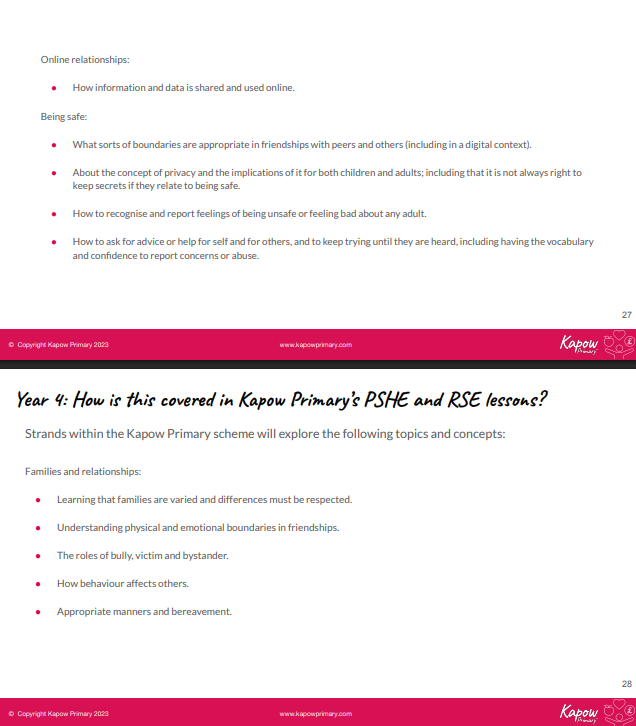 Online relationships:
● How information and data is shared and used online.
Being safe:
● What sorts of boundaries are appropriate in friendships with peers and others (including in a digital context).
● About the concept of privacy and the implications of it for both children and adults; including that it is not always right to
keep secrets if they relate to being safe.
● How to recognise and report feelings of being unsafe or feeling bad about any adult.
● How to ask for advice or help for self and for others, and to keep trying until they are heard, including having the vocabulary
and confidence to report concerns or abuse.
27
© Copyright Kapow Primary 2023 www.kapowprimary.com Kapow Primary
Year 4: How is this covered in Kapow Primary's PSHE and RSE lessons?
Strands within the Kapow Primary scheme will explore the following topics and concepts:
Families and relationships:
● Learning that families are varied and differences must be respected.
● Understanding physical and emotional boundaries in friendships.
● The roles of bully, victim and bystander.
● How behaviour affects others.
● Appropriate manners and bereavement.
28
© Copyright Kapow Primary 2023 www.kapowprimary.com Kapow Primary